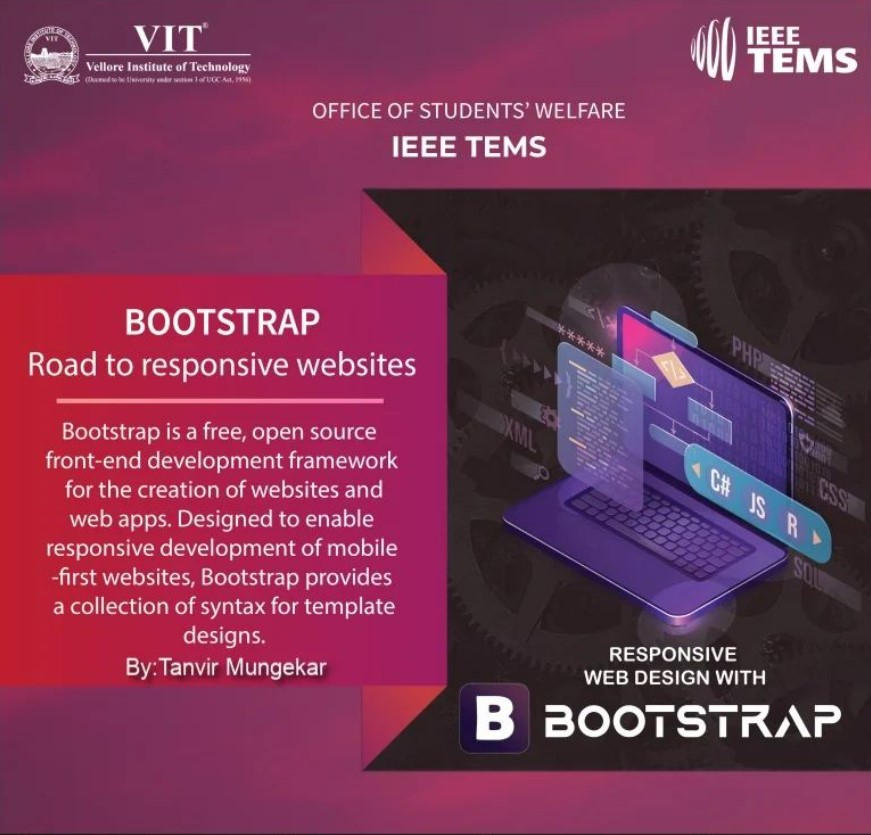 VIT®
Vellore Institute of Technology
(Deemed to be University under section 3 of UGC Act, 1956)
IEEE
TEMS
OFFICE OF STUDENTS' WELFARE
IEEE TEMS
BOOTSTRAP
Road to responsive websites
Bootstrap is a free, open source
front-end development framework
for the creation of websites and
web apps. Designed to enable
responsive development of mobile
-first websites, Bootstrap provides
a collection of syntax for template
designs.
By:Tanvir Mungekar
</\*
*****
PHP
XML
C# JS R
CSS
SQL
RESPONSIVE
WEB DESIGN WITH
B BOOTSTRAP